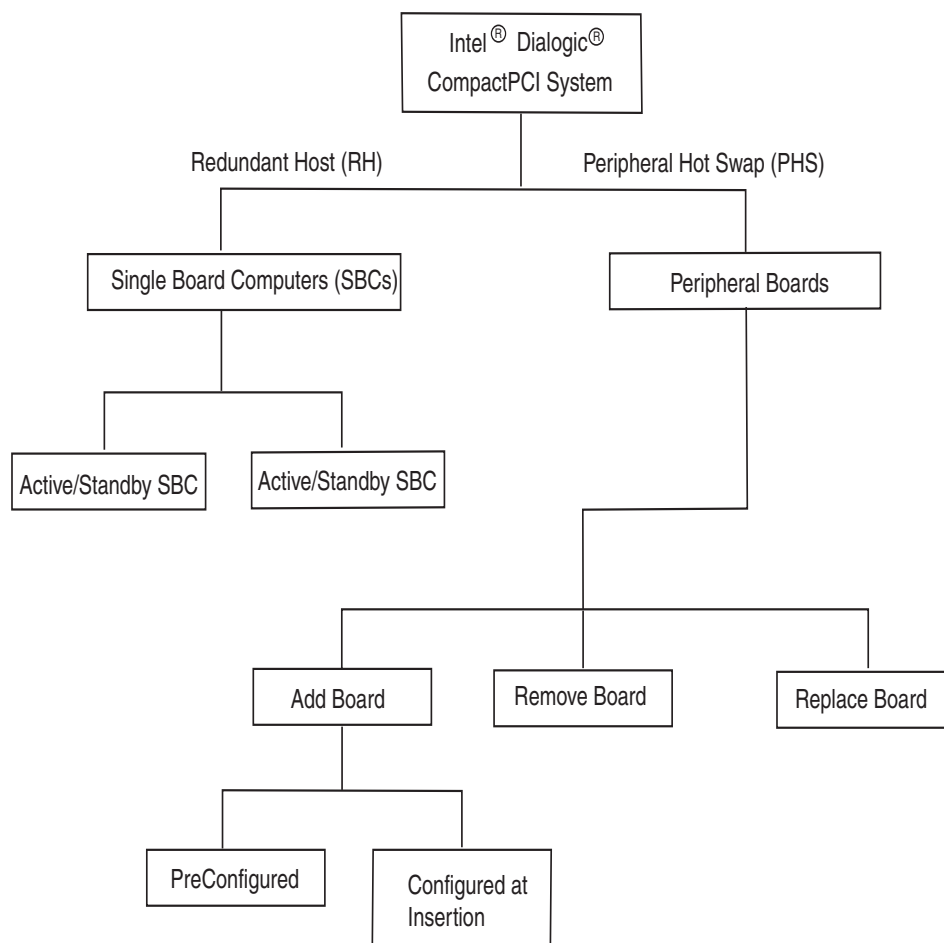 Intel® Dialogic®
CompactPCI System
Redundant Host (RH)
Peripheral Hot Swap (PHS)
Single Board Computers (SBCs)
Peripheral Boards
Active/Standby SBC
Active/Standby SBC
Add Board
Remove Board
Replace Board
PreConfigured
Configured at
Insertion